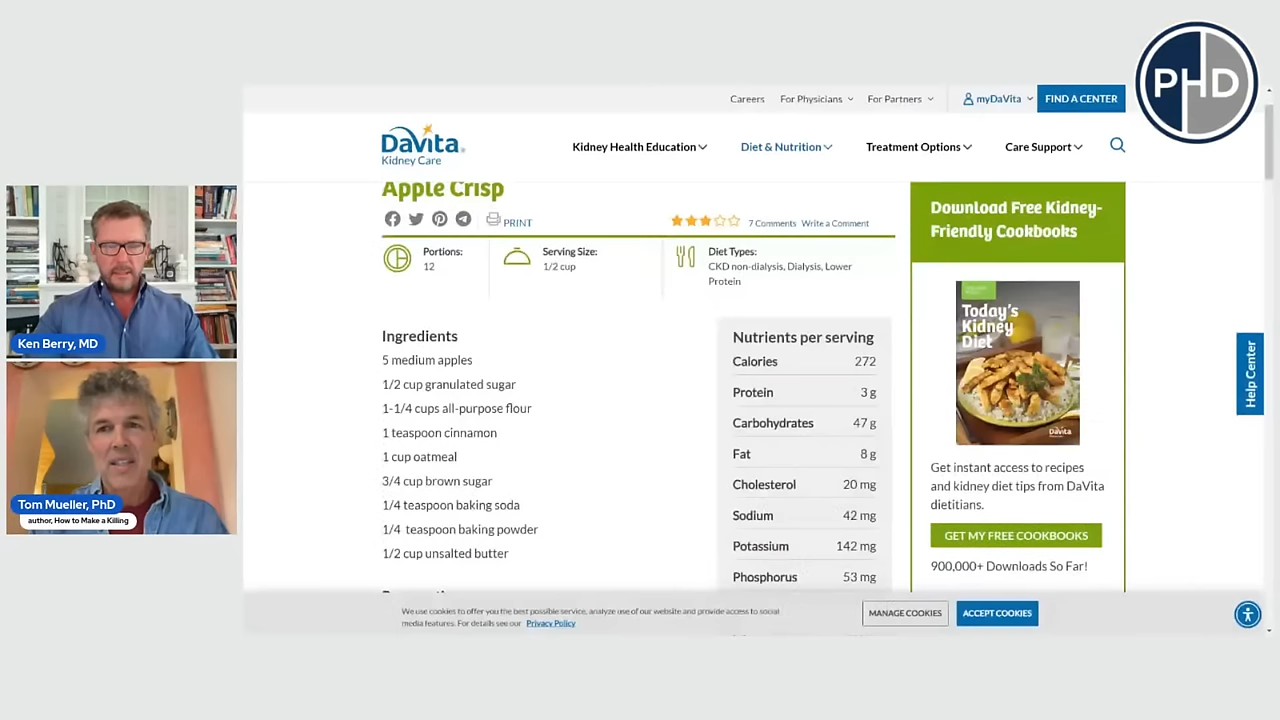 PHD
Careers
For Physicians
For Partners
myDaVita
FIND A CENTER
DaVita
Kidney Care
Kidney Health Education
Diet & Nutrition
Treatment Options
Care Support
Apple Crisp
PRINT
7 Comments Write a Comment
Portions:
12
Serving Size:
1/2 cup
Diet Types:
CKD non-dialysis, Dialysis, Lower
Protein
Ingredients
5 medium apples
1/2 cup granulated sugar
1-1/4 cups all-purpose flour
1 teaspoon cinnamon
1 cup oatmeal
3/4 cup brown sugar
1/4 teaspoon baking soda
1/4 teaspoon baking powder
1/2 cup unsalted butter
Nutrients per serving
Calories 272
Protein 3 g
Carbohydrates 47 g
Fat 8 g
Cholesterol 20 mg
Sodium 42 mg
Potassium 142 mg
Phosphorus 53 mg
Download Free Kidney-
Friendly Cookbooks
Today's
Kidney
Diet
DaVita
Get instant access to recipes
and kidney diet tips from DaVita
dietitians.
GET MY FREE COOKBOOKS
900,000+ Downloads So Far!
Help Center
Ken Berry, MD
Tom Mueller, PhD
author, How to Make a Killing
We use cookies to offer you the best possible service, analyze use of our website and provide access to social
media features. For details see our Privacy Policy
MANAGE COOKIES
ACCEPT COOKIES